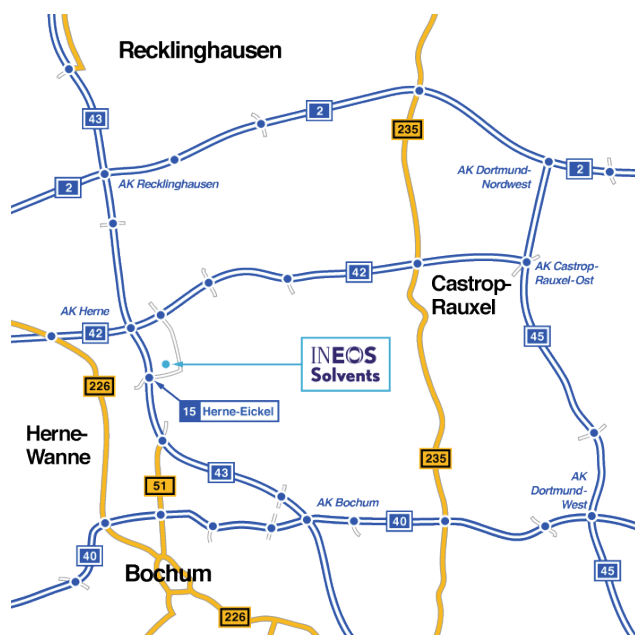 Recklinghausen
43
2
235
2
AK Recklinghausen
AK Dortmund-
Nordwest
2
42
AK Castrop-
Rauxel-Ost
Castrop-
Rauxel
AK Herne
42
45
INEOS
Solvents
226
15 Herne-Eickel
Herne-
Wanne
235
43
51
AK Bochum
40
AK
Dortmund-
West
40
Bochum
45
226